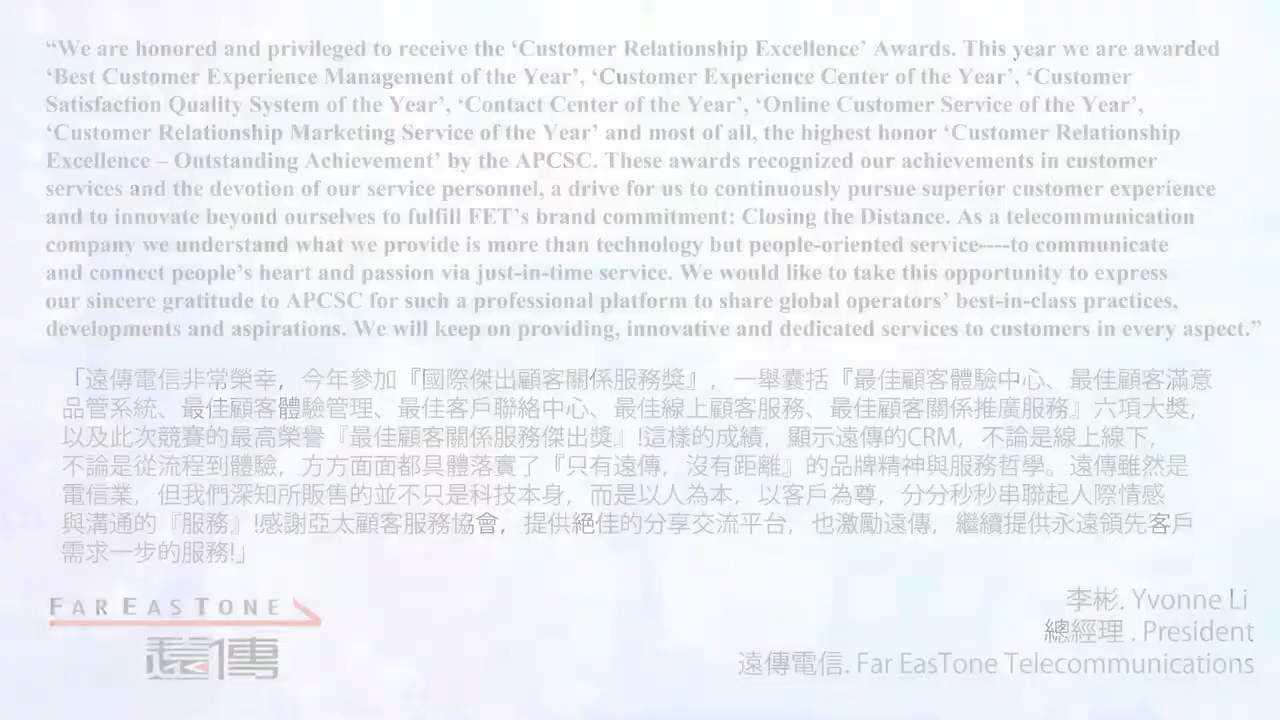 “We are honored and privileged to receive the ‘Customer Relationship Excellence’ Awards. This year we are awarded
‘Best Customer Experience Management of the Year’, ‘Customer Experience Center of the Year’, ‘Customer
Satisfaction Quality System of the Year’, ‘Contact Center of the Year’, ‘Online Customer Service of the Year’,
‘Customer Relationship Marketing Service of the Year’ and most of all, the highest honor ‘Customer Relationship
Excellence – Outstanding Achievement’ by the APCSC. These awards recognized our achievements in customer
services and the devotion of our service personnel, a drive for us to continuously pursue superior customer experience
and to innovate beyond ourselves to fulfill FET’s brand commitment: Closing the Distance. As a telecommunication
company we understand what we provide is more than technology but people-oriented service----to communicate
and connect people’s heart and passion via just-in-time service. We would like to take this opportunity to express
our sincere gratitude to APCSC for such a professional platform to share global operators’ best-in-class practices,
developments and aspirations. We will keep on providing, innovative and dedicated services to customers in every aspect.”
「遠傳電信非常榮幸，今年參加『國際傑出顧客關係服務獎』，一舉囊括『最佳顧客體驗中心、最佳顧客滿意
品管系統、最佳顧客體驗管理、最佳客戶聯絡中心、最佳線上顧客服務、最佳顧客關係推廣服務』六項大獎，
以及此次競賽的最高榮譽『最佳顧客關係服務傑出獎』!這樣的成績，顯示遠傳的CRM，不論是線上線下，
不論是從流程到體驗，方方面面都具體落實了『只有遠傳，沒有距離』的品牌精神與服務哲學。遠傳雖然是
電信業，但我們深知所販售的並不只是科技本身，而是以人為本，以客戶為尊，分分秒秒串聯起人際情感
與溝通的『服務』!感謝亞太顧客服務協會，提供絕佳的分享交流平台，也激勵遠傳，繼續提供永遠領先客戶
需求一步的服務!」
FAREASTONE
遠傳
李彬. Yvonne Li
總經理 . President
遠傳電信. Far EasTone Telecommunications